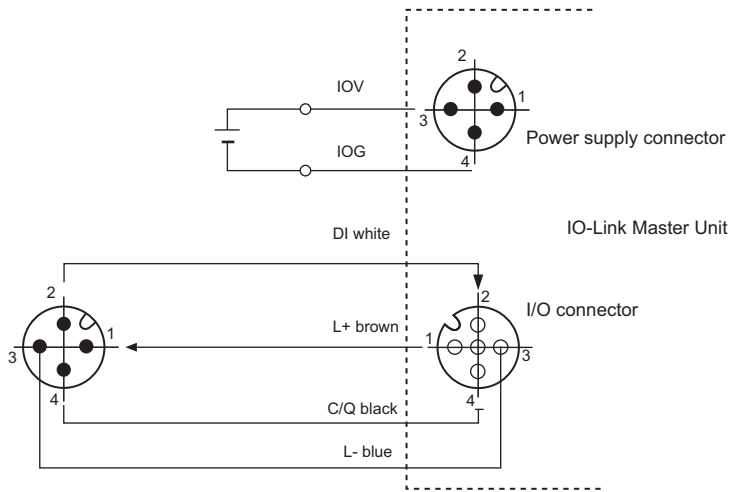 2
IOV
1
3
Power supply connector
IOG
4
IO-Link Master Unit
DI white
2
2
I/O connector
L+ brown
1
1
3
3
4
4
C/Q black
L- blue